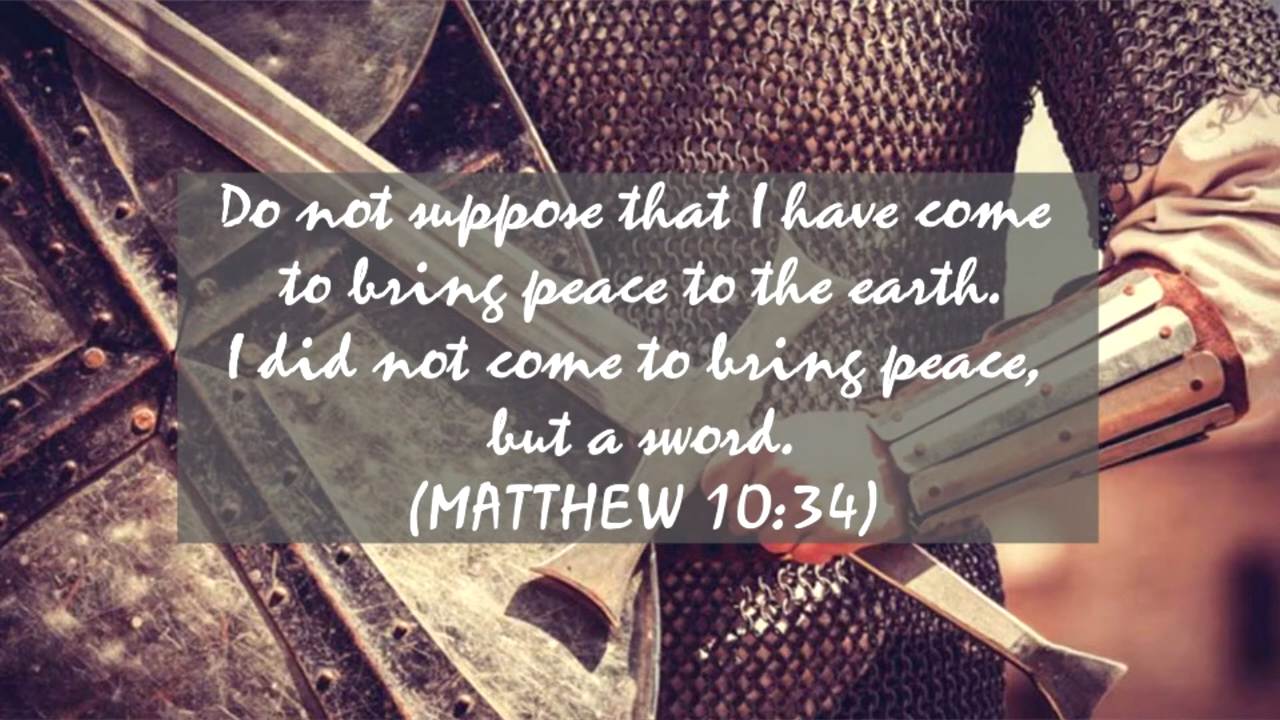 Do not suppose that I have come
to bring peace to the earth.
I did not come to bring peace,
but a sword.
(MATTHEW 10:34)